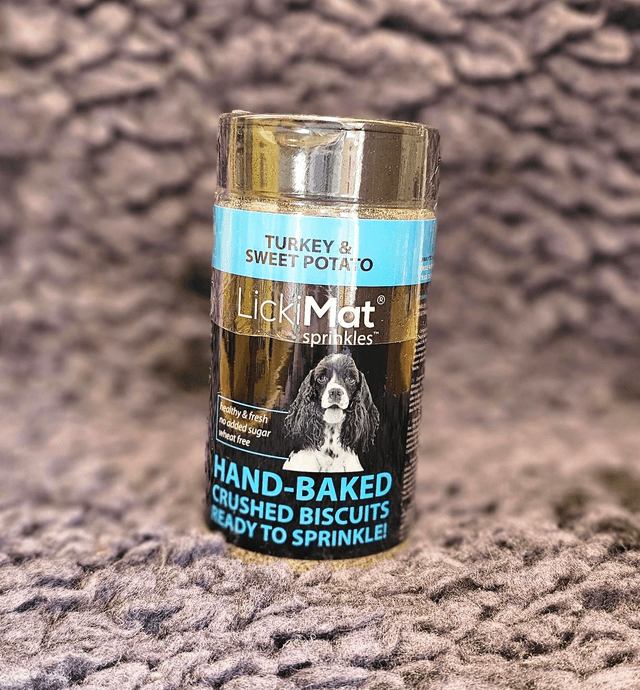 TURKEY &
SWEET POTATO
LickiMat®
sprinkles™
healthy & fresh
no added sugar
wheat free
HAND-BAKED
CRUSHED BISCUITS
READY TO SPRINKLE!